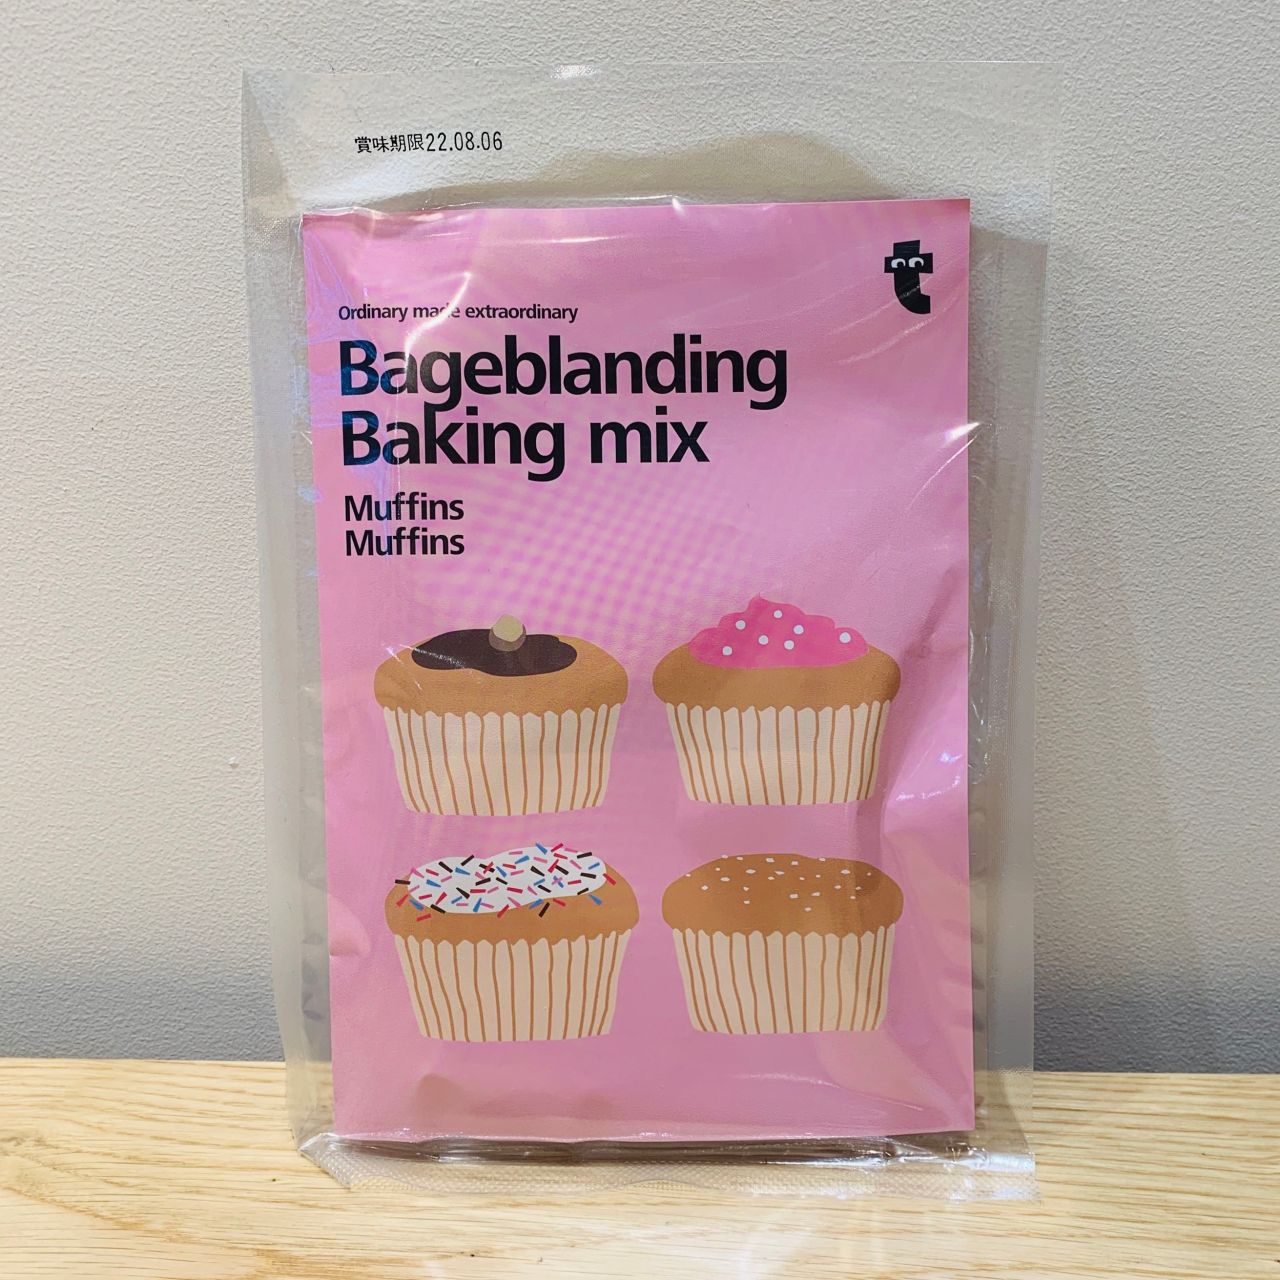 賞味期限22.08.06
Ordinary made extraordinary
Bageblanding
Baking mix
Muffins
Muffins